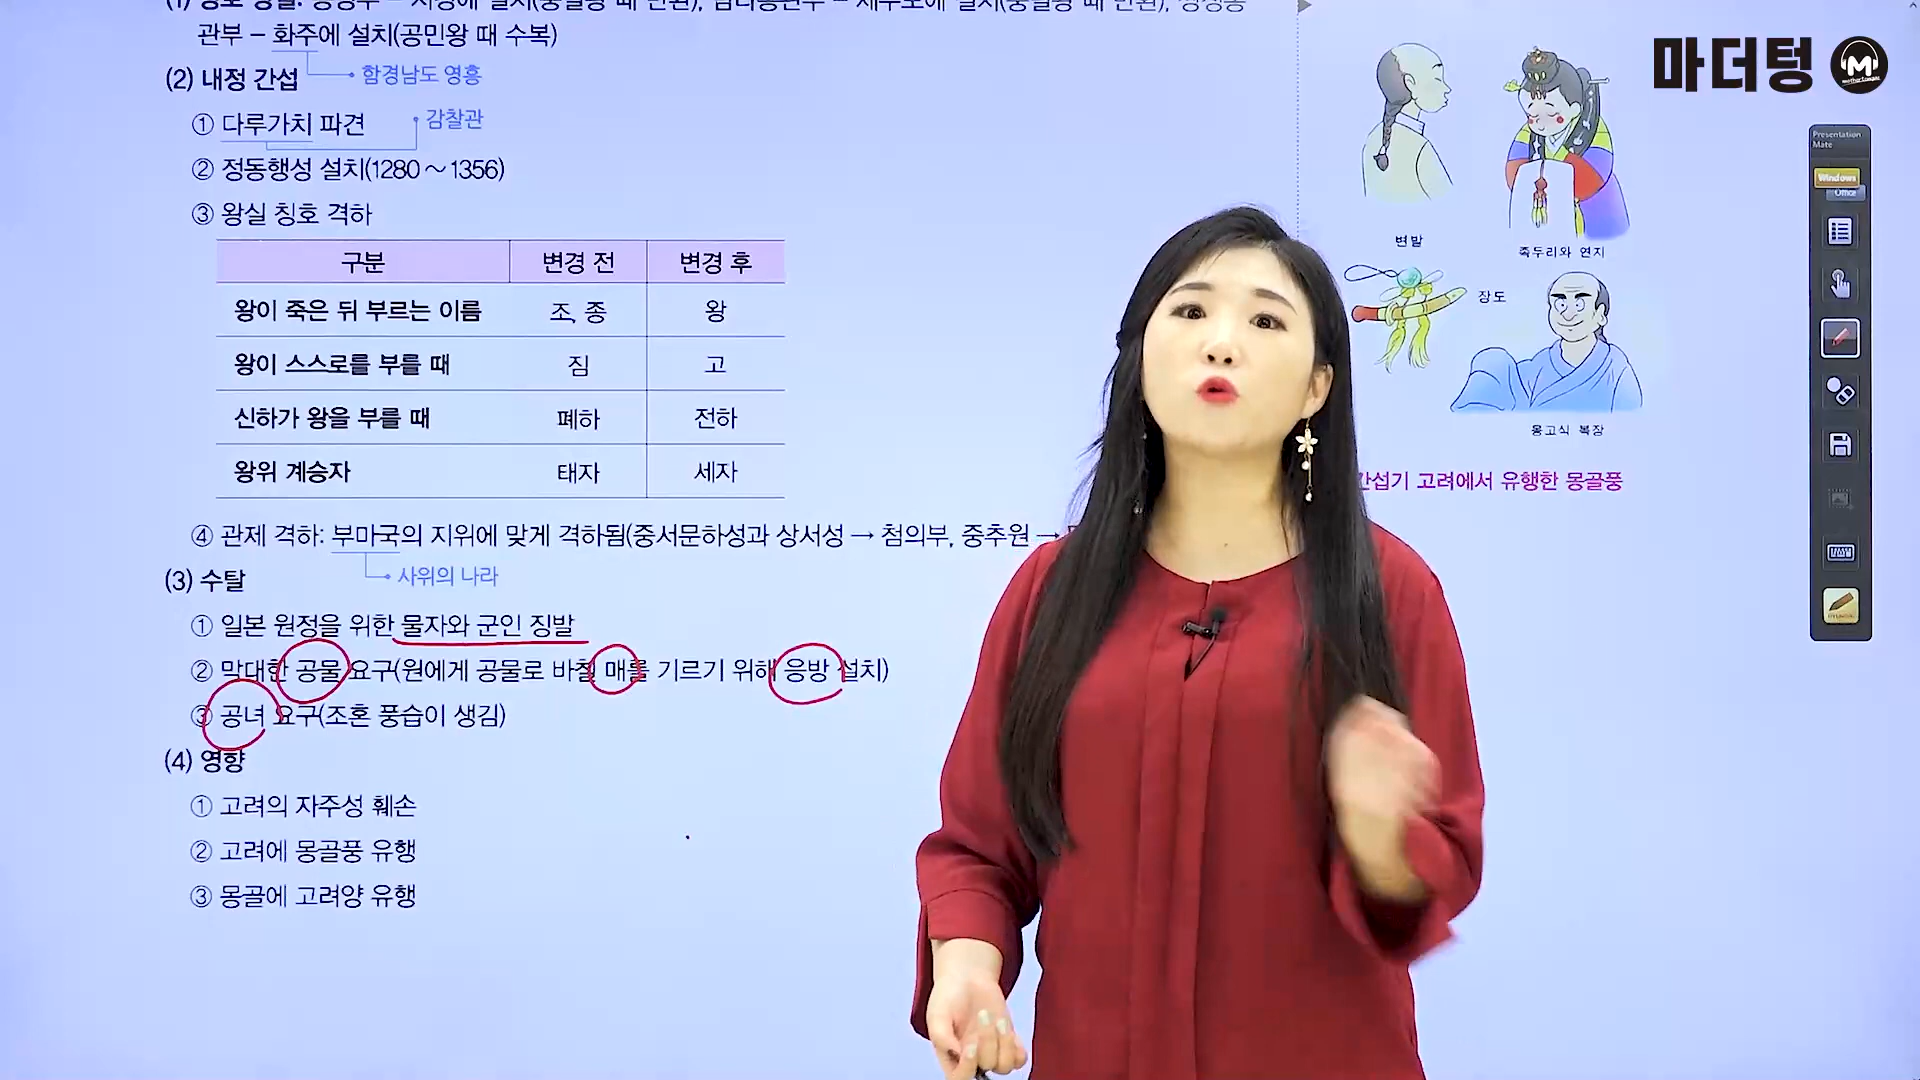 관부 – 화주에 설치(공민왕 때 수복)
함경남도 영흥
(2) 내정 간섭
① 다루가치 파견
감찰관
② 정동행성 설치(1280～1356)
③ 왕실 칭호 격하
구분 변경 전 변경 후
왕이 죽은 뒤 부르는 이름 조, 종 왕
왕이 스스로를 부를 때 짐 고
신하가 왕을 부를 때 폐하 전하
왕위 계승자 태자 세자
④ 관제 격하: 부마국의 지위에 맞게 격하됨(중서문하성과 상서성 → 첨의부, 중추원 →
사위의 나라
(3) 수탈
① 일본 원정을 위한 물자와 군인 징발
② 막대한 공물 요구(원에게 공물로 바칠 매를 기르기 위해 응방 설치)
③ 공녀 요구(조혼 풍습이 생김)
(4) 영향
① 고려의 자주성 훼손
② 고려에 몽골풍 유행
③ 몽골에 고려양 유행
변발
족두리와 연지
장도
몽고식 복장
간섭기 고려에서 유행한 몽골풍
마더텅
M
Presentation
Mate
Windows
Office